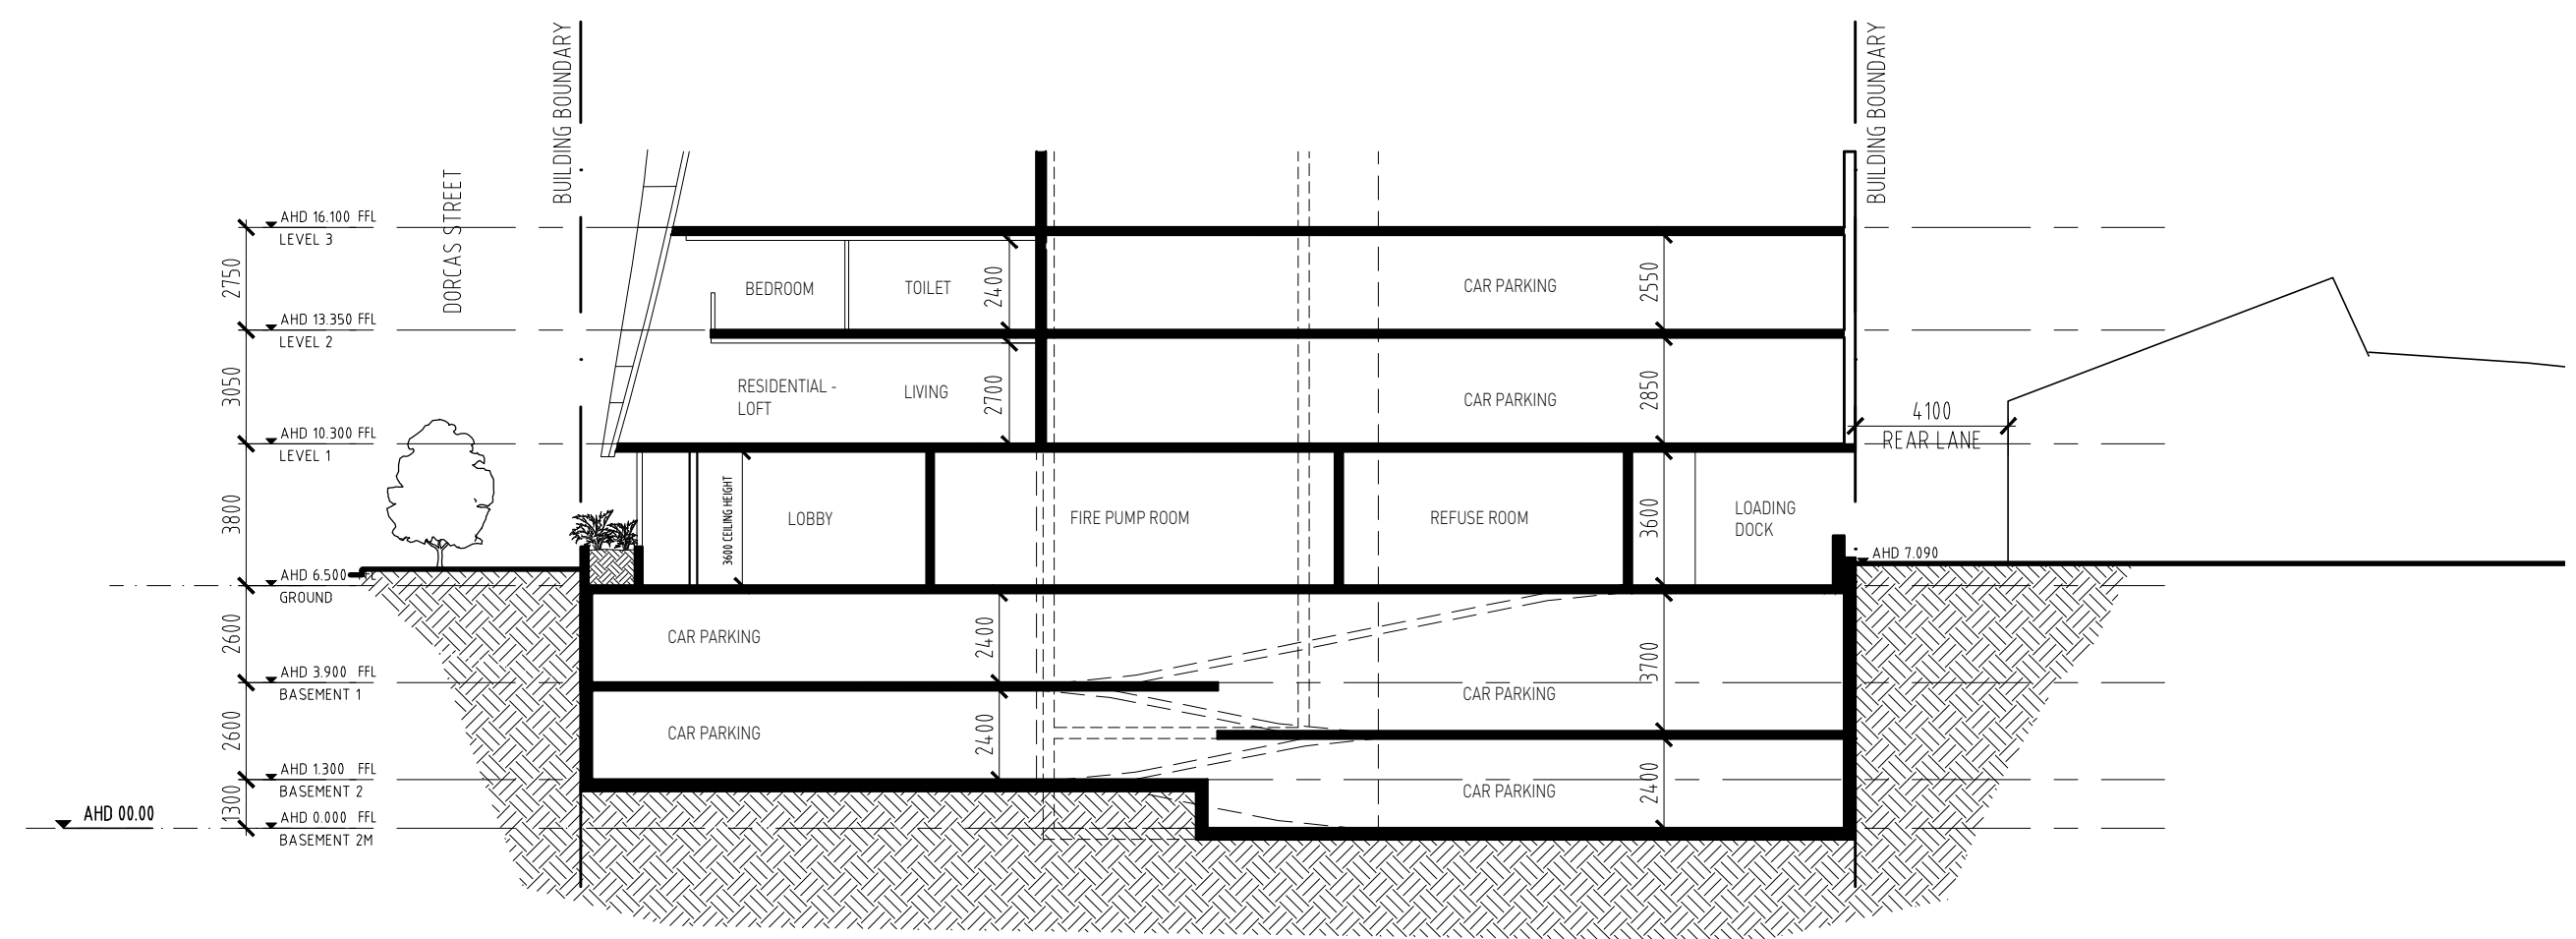 BUILDING BOUNDARY
BUILDING BOUNDARY
DORCAS STREET
AHD 16.100 FFL
LEVEL 3
2750
BEDROOM
TOILET
2400
CAR PARKING
2550
AHD 13.350 FFL
LEVEL 2
3050
RESIDENTIAL -
LOFT
LIVING
2700
CAR PARKING
2850
4100
REAR LANE
AHD 10.300 FFL
LEVEL 1
3800
3600 CEILING HEIGHT
LOBBY
FIRE PUMP ROOM
REFUSE ROOM
3600
LOADING
DOCK
AHD 7.090
AHD 6.500 FFL
GROUND
2600
CAR PARKING
2400
3700
AHD 3.900 FFL
BASEMENT 1
CAR PARKING
2600
CAR PARKING
2400
AHD 1.300 FFL
BASEMENT 2
CAR PARKING
2400
1300
AHD 00.00
AHD 0.000 FFL
BASEMENT 2M